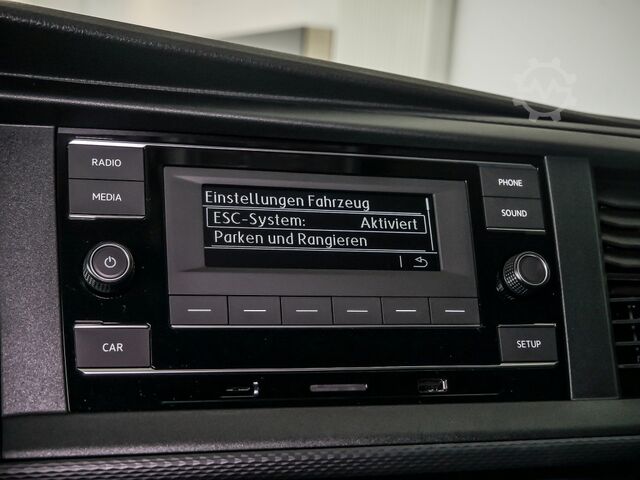 RADIO
MEDIA
PHONE
SOUND
Einstellungen Fahrzeug
ESC-System: Aktiviert
Parken und Rangieren
CAR
SETUP